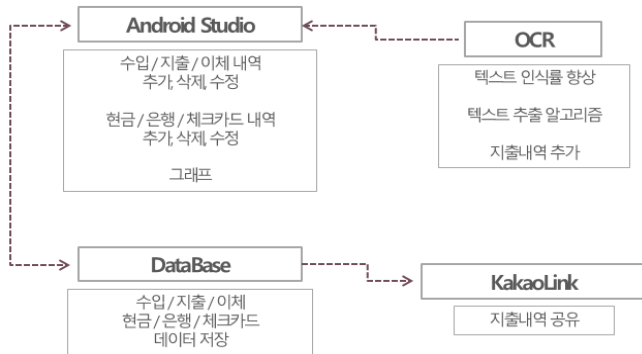 Android Studio
수입 / 지출 / 이체 내역
추가, 삭제, 수정
현금 / 은행 / 체크카드 내역
추가, 삭제, 수정
그래프
OCR
텍스트 인식률 향상
텍스트 추출 알고리즘
지출내역 추가
DataBase
수입 / 지출 / 이체
현금 / 은행 / 체크카드
데이터 저장
KakaoLink
지출내역 공유